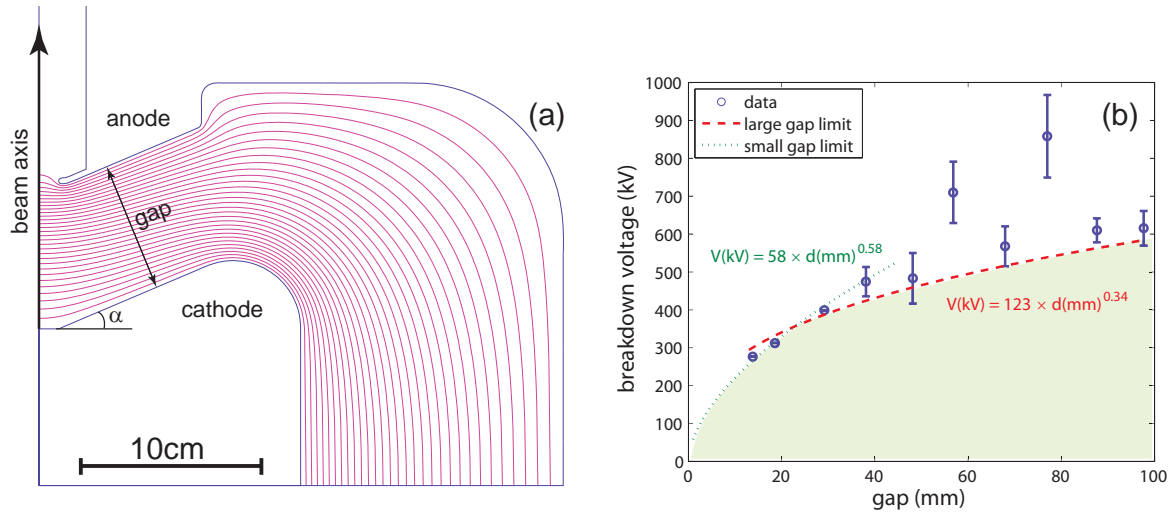 beam axis
anode
(a)
gap
cathode
α
10cm
breakdown voltage (kV)
1000
900
800
700
600
500
400
300
200
100
0
data
large gap limit
small gap limit
(b)
V(kV) = 58 × d(mm)^0.58
V(kV) = 123 × d(mm)^0.34
0 20 40 60 80 100
gap (mm)